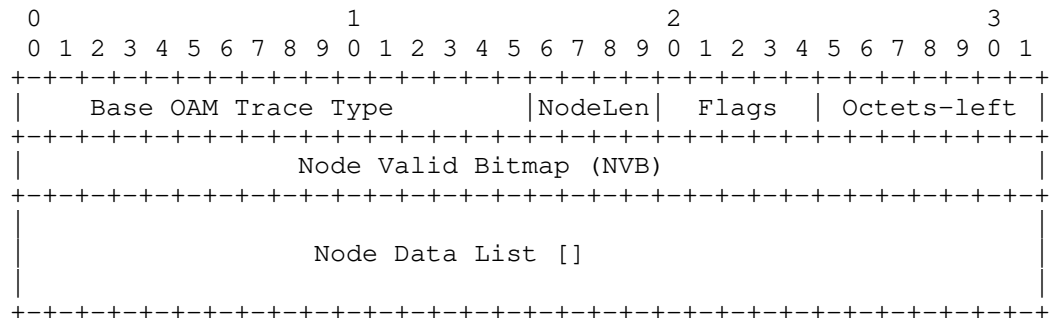 0                   1                   2                   3
 0 1 2 3 4 5 6 7 8 9 0 1 2 3 4 5 6 7 8 9 0 1 2 3 4 5 6 7 8 9 0 1
+-+-+-+-+-+-+-+-+-+-+-+-+-+-+-+-+-+-+-+-+-+-+-+-+-+-+-+-+-+-+-+-+
|    Base OAM Trace Type        |NodeLen|  Flags  | Octets-left |
+-+-+-+-+-+-+-+-+-+-+-+-+-+-+-+-+-+-+-+-+-+-+-+-+-+-+-+-+-+-+-+-+
|                 Node Valid Bitmap (NVB)                       |
+-+-+-+-+-+-+-+-+-+-+-+-+-+-+-+-+-+-+-+-+-+-+-+-+-+-+-+-+-+-+-+-+
|                                                               |
|                  Node Data List []                            |
|                                                               |
+-+-+-+-+-+-+-+-+-+-+-+-+-+-+-+-+-+-+-+-+-+-+-+-+-+-+-+-+-+-+-+-+